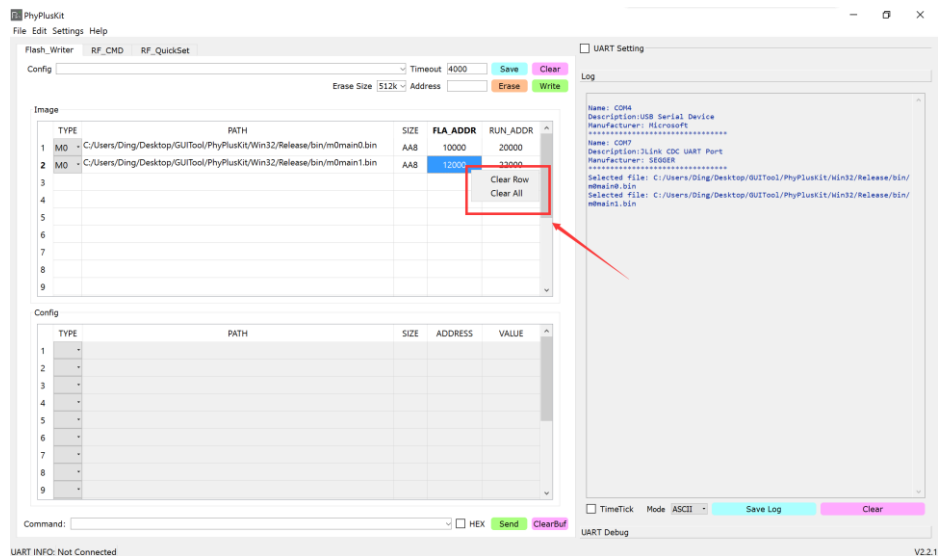 PhyPlusKit
File Edit Settings Help
Flash_Writer RF_CMD RF_QuickSet
Config Timeout 4000 Save Clear
Erase Size 512k Address Erase Write
Image
TYPE PATH SIZE FLA_ADDR RUN_ADDR
1 M0 C:/Users/Ding/Desktop/GUITool/PhyPlusKit/Win32/Release/bin/m0main0.bin AA8 10000 20000
2 M0 C:/Users/Ding/Desktop/GUITool/PhyPlusKit/Win32/Release/bin/m0main1.bin AA8 12000 22000
3
Clear Row
4
Clear All
5
6
7
8
9
Config
TYPE PATH SIZE ADDRESS VALUE
1
2
3
4
5
6
7
8
9
Command: HEX Send ClearBuf
UART INFO: Not Connected
UART Setting
Log
Name: COM4
Description:USB Serial Device
Manufacturer: Microsoft
********************************
Name: COM7
Description:JLink CDC UART Port
Manufacturer: SEGGER
********************************
Selected file: C:/Users/Ding/Desktop/GUITool/PhyPlusKit/Win32/Release/bin/
m0main0.bin
Selected file: C:/Users/Ding/Desktop/GUITool/PhyPlusKit/Win32/Release/bin/
m0main1.bin
TimeTick Mode ASCII Save Log Clear
UART Debug
V2.2.1